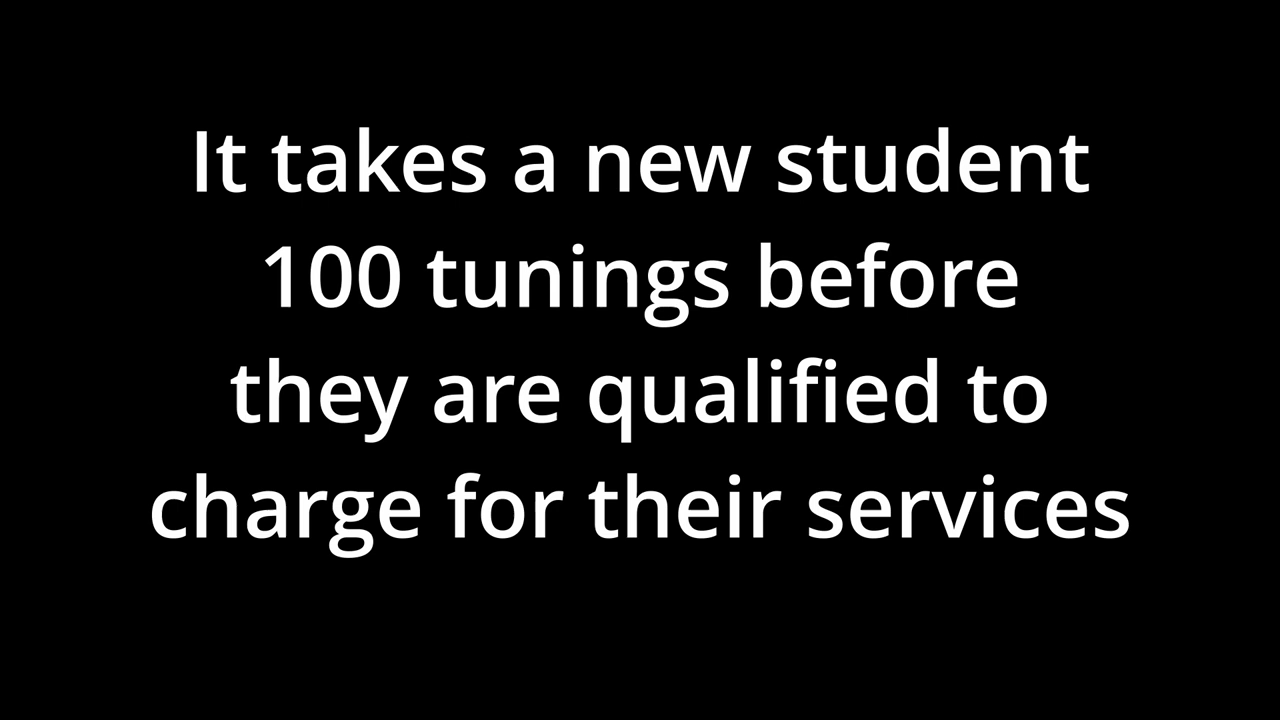 It takes a new student
100 tunings before
they are qualified to
charge for their services